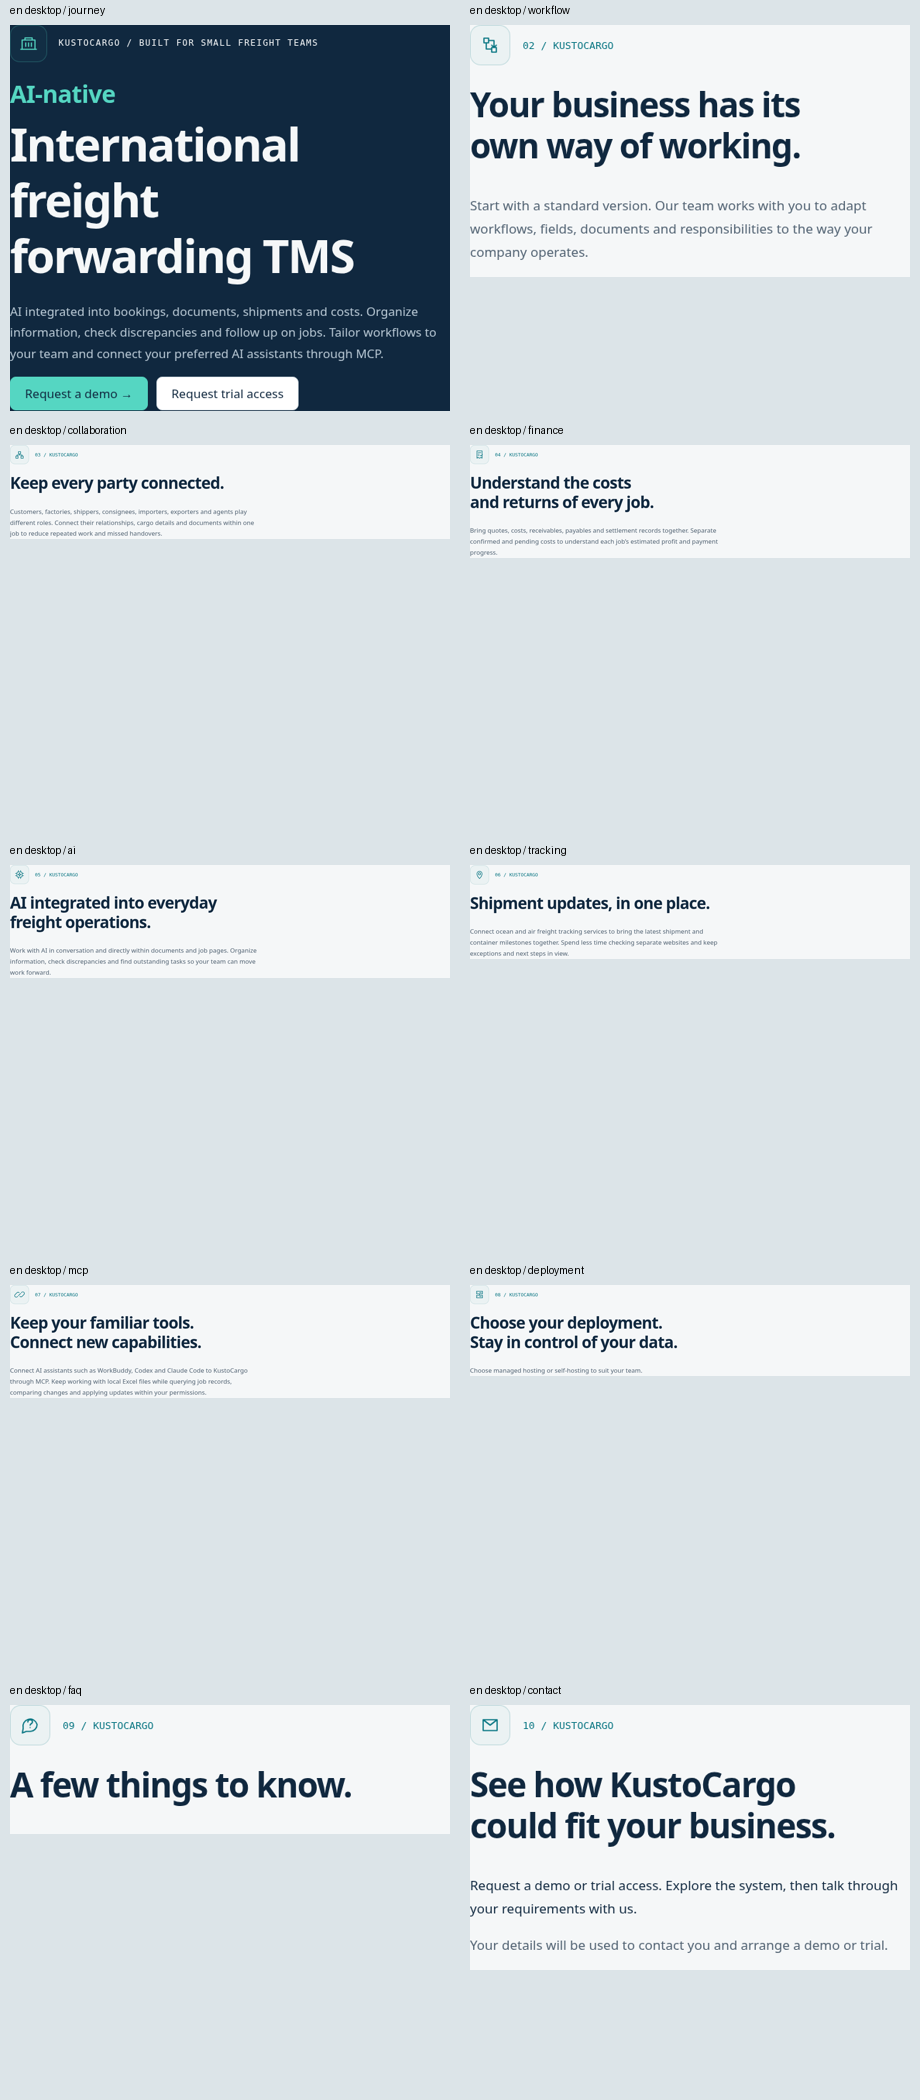 en desktop / journey
KUSTOCARGO / BUILT FOR SMALL FREIGHT TEAMS
AI-native
International
freight
forwarding TMS
AI integrated into bookings, documents, shipments and costs. Organize
information, check discrepancies and follow up on jobs. Tailor workflows to
your team and connect your preferred AI assistants through MCP.
Request a demo →
Request trial access
en desktop / workflow
02 / KUSTOCARGO
Your business has its
own way of working.
Start with a standard version. Our team works with you to adapt
workflows, fields, documents and responsibilities to the way your
company operates.
en desktop / collaboration
03 / KUSTOCARGO
Keep every party connected.
Customers, factories, shippers, consignees, importers, exporters and agents play
different roles. Connect their relationships, cargo details and documents within one
job to reduce repeated work and missed handovers.
en desktop / finance
04 / KUSTOCARGO
Understand the costs
and returns of every job.
Bring quotes, costs, receivables, payables and settlement records together. Separate
confirmed and pending costs to understand each job's estimated profit and payment
progress.
en desktop / ai
05 / KUSTOCARGO
AI integrated into everyday
freight operations.
Work with AI in conversation and directly within documents and job pages. Organize
information, check discrepancies and find outstanding tasks so your team can move
work forward.
en desktop / tracking
06 / KUSTOCARGO
Shipment updates, in one place.
Connect ocean and air freight tracking services to bring the latest shipment and
container milestones together. Spend less time checking separate websites and keep
exceptions and next steps in view.
en desktop / mcp
07 / KUSTOCARGO
Keep your familiar tools.
Connect new capabilities.
Connect AI assistants such as WorkBuddy, Codex and Claude Code to KustoCargo
through MCP. Keep working with local Excel files while querying job records,
comparing changes and applying updates within your permissions.
en desktop / deployment
08 / KUSTOCARGO
Choose your deployment.
Stay in control of your data.
Choose managed hosting or self-hosting to suit your team.
en desktop / faq
09 / KUSTOCARGO
A few things to know.
en desktop / contact
10 / KUSTOCARGO
See how KustoCargo
could fit your business.
Request a demo or trial access. Explore the system, then talk through
your requirements with us.
Your details will be used to contact you and arrange a demo or trial.